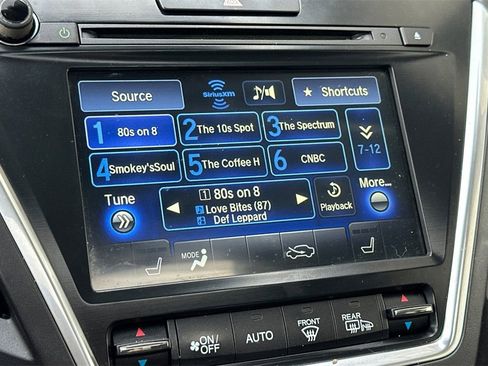 Source
SiriusXM
★ Shortcuts
1 80s on 8
2 The 10s Spot
3 The Spectrum
7-12
4 Smokey'sSoul
5 The Coffee H
6 CNBC
Tune
1 80s on 8
Love Bites (87)
Def Leppard
Playback
More...
MODE
ON/
OFF
AUTO
FRONT
REAR